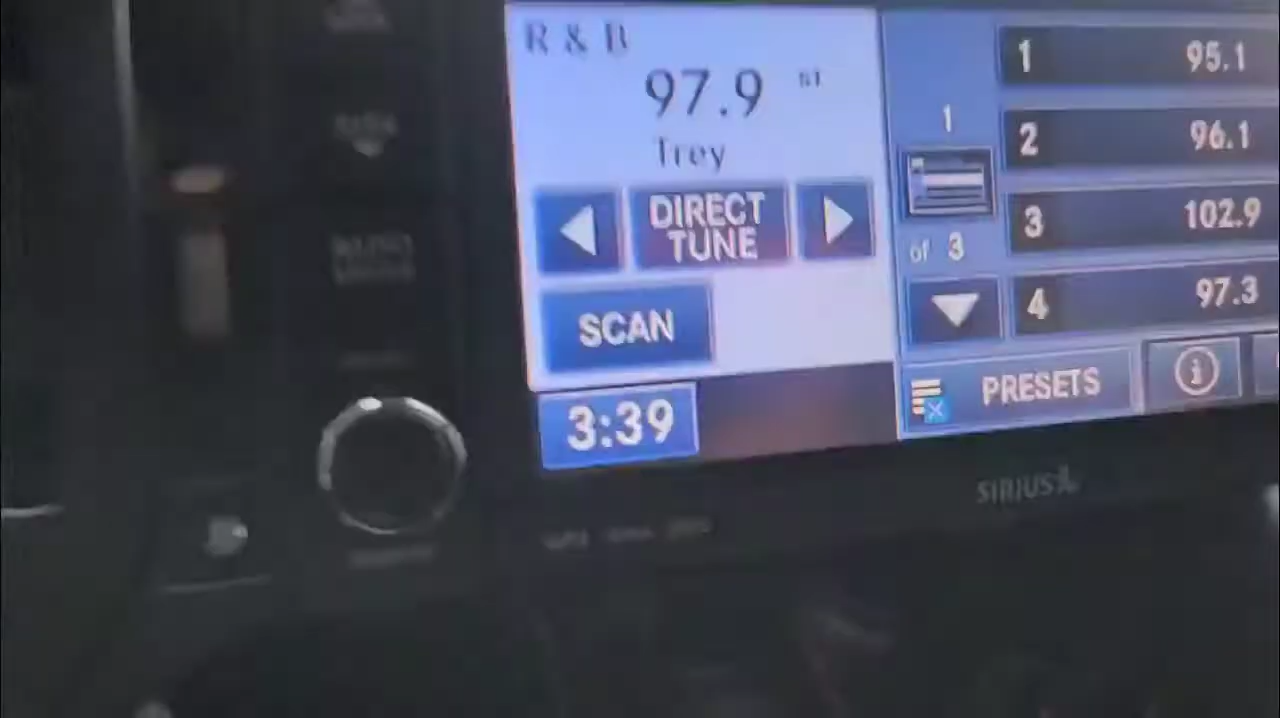 R & B
97.9 ST
Trey
DIRECT
TUNE
SCAN
3:39
1
of 3
1 95.1
2 96.1
3 102.9
4 97.3
PRESETS
i
SIRIUS